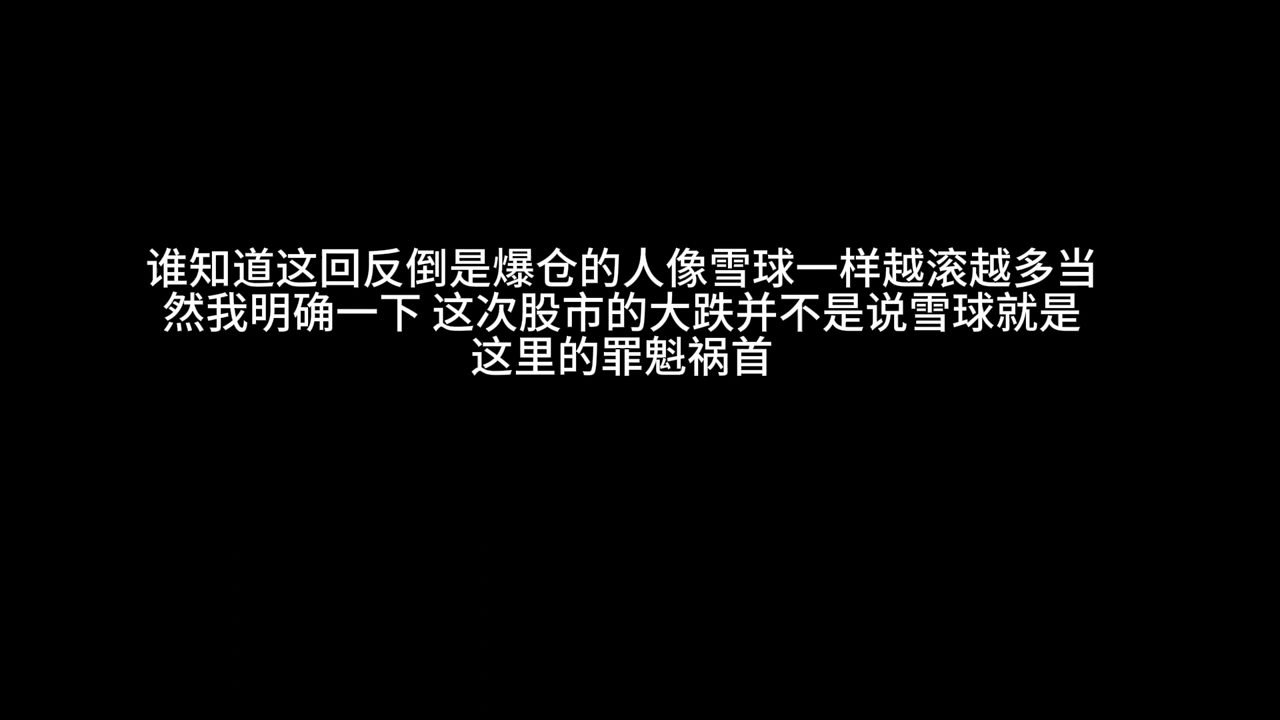 谁知道这回反倒是爆仓的人像雪球一样越滚越多当
然我明确一下 这次股市的大跌并不是说雪球就是
这里的罪魁祸首